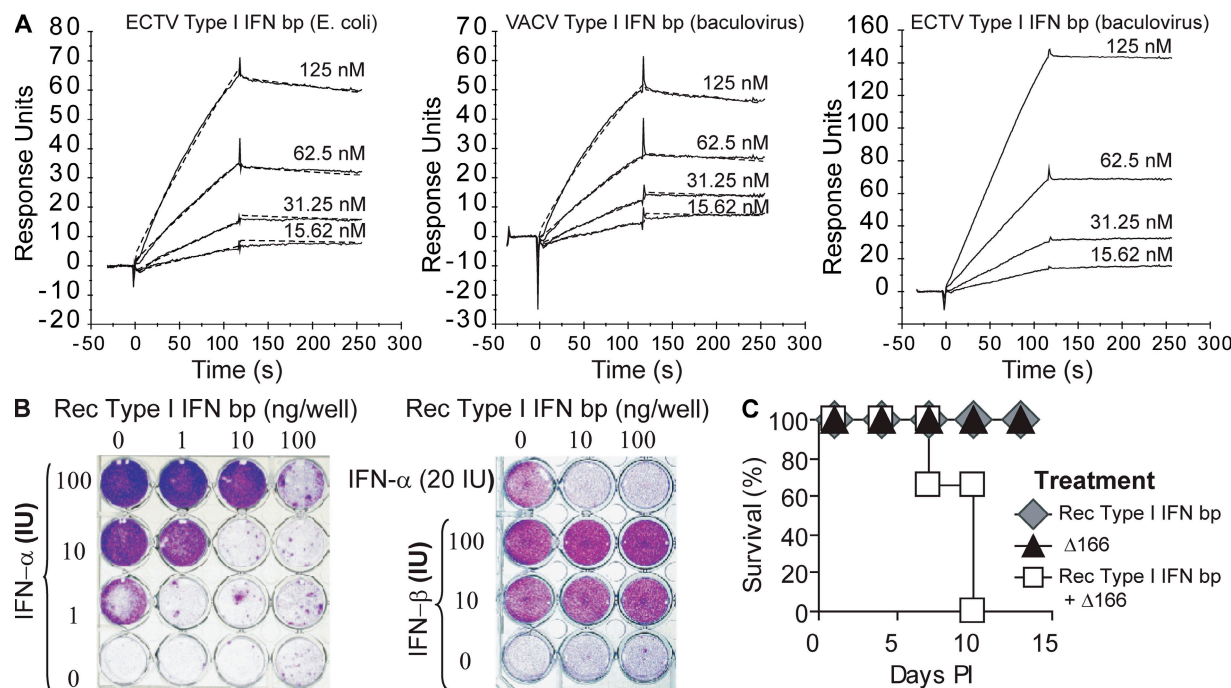 A
ECTV Type I IFN bp (E. coli)
80
70
60
50
40
30
20
10
0
-10
-20
Response Units
125 nM
62.5 nM
31.25 nM
15.62 nM
-50 0 50 100 150 200 250 300
Time (s)
VACV Type I IFN bp (baculovirus)
80
70
60
50
40
30
20
10
0
-10
-20
-30
Response Units
125 nM
62.5 nM
31.25 nM
15.62 nM
-50 0 50 100 150 200 250 300
Time (s)
ECTV Type I IFN bp (baculovirus)
160
140
120
100
80
60
40
20
0
Response Units
125 nM
62.5 nM
31.25 nM
15.62 nM
-50 0 50 100 150 200 250 300
Time (s)
B
Rec Type I IFN bp (ng/well)
0 1 10 100
IFN-α (IU)
100
10
1
0
Rec Type I IFN bp (ng/well)
0 10 100
IFN-α (20 IU)
IFN-β (IU)
100
10
0
C
Survival (%)
100
80
60
40
20
0
0 5 10 15
Days PI
Treatment
Rec Type I IFN bp
Δ166
Rec Type I IFN bp
+ Δ166